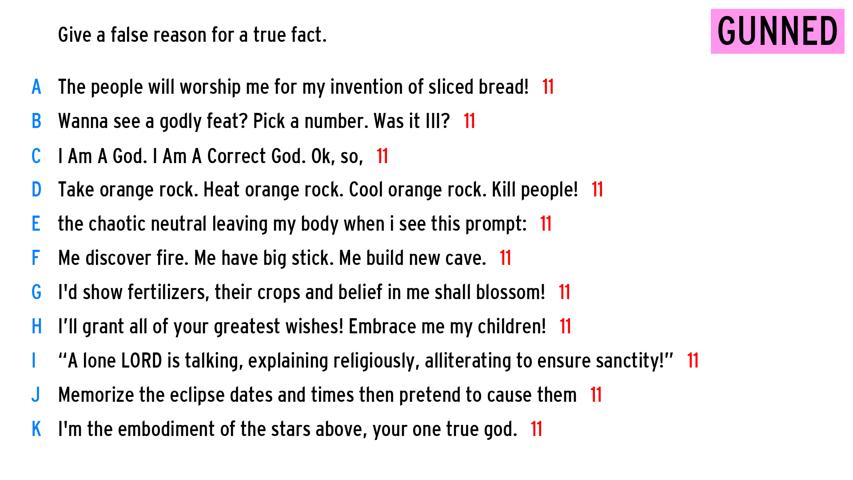 Give a false reason for a true fact.
GUNNED
A The people will worship me for my invention of sliced bread! 11
B Wanna see a godly feat? Pick a number. Was it III? 11
C I Am A God. I Am A Correct God. Ok, so, 11
D Take orange rock. Heat orange rock. Cool orange rock. Kill people! 11
E the chaotic neutral leaving my body when i see this prompt: 11
F Me discover fire. Me have big stick. Me build new cave. 11
G I'd show fertilizers, their crops and belief in me shall blossom! 11
H I’ll grant all of your greatest wishes! Embrace me my children! 11
I “A lone LORD is talking, explaining religiously, alliterating to ensure sanctity!” 11
J Memorize the eclipse dates and times then pretend to cause them 11
K I'm the embodiment of the stars above, your one true god. 11